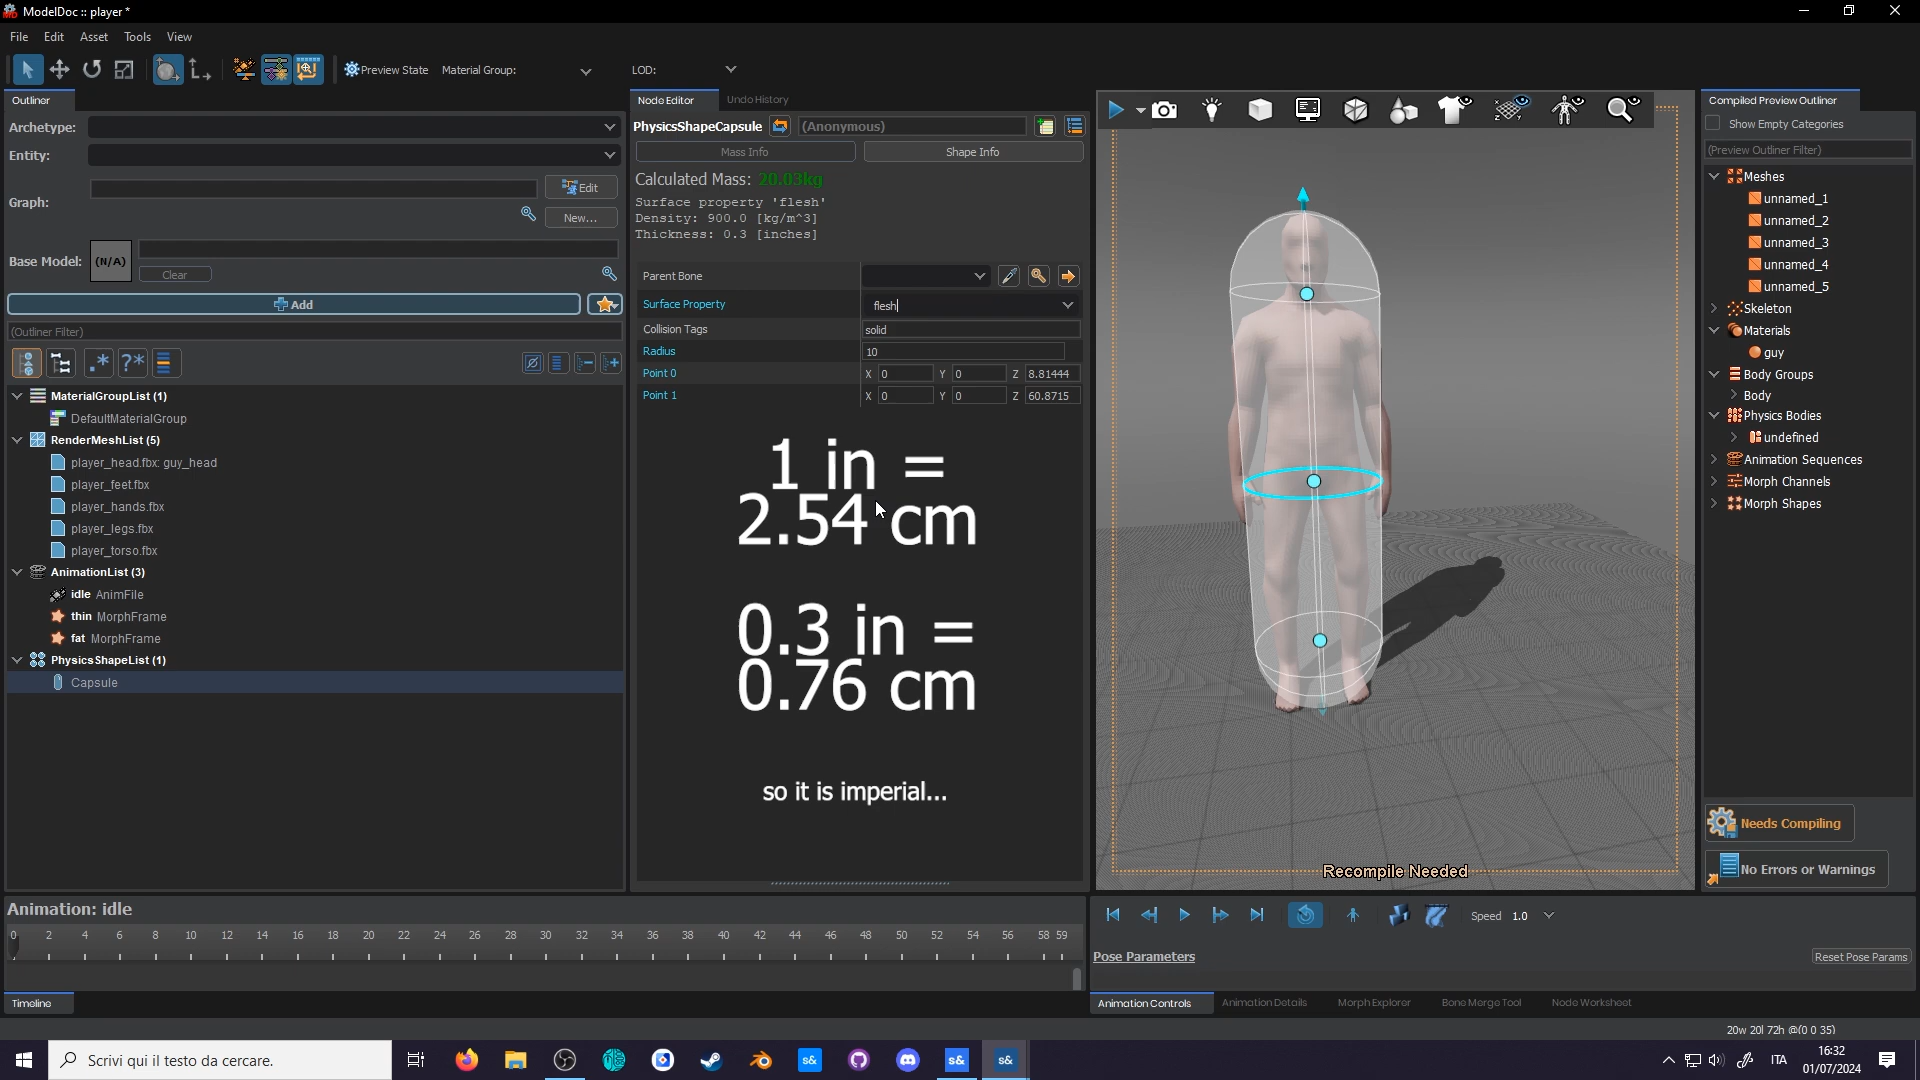 ModelDoc :: player *
File Edit Asset Tools View
Preview State Material Group: LOD:
Outliner
Archetype:
Entity:
Graph:
Edit
New...
Base Model: (N/A)
Clear
Add
(Outliner Filter)
MaterialGroupList (1)
DefaultMaterialGroup
RenderMeshList (5)
player_head.fbx: guy_head
player_feet.fbx
player_hands.fbx
player_legs.fbx
player_torso.fbx
AnimationList (3)
idle AnimFile
thin MorphFrame
fat MorphFrame
PhysicsShapeList (1)
Capsule
Node Editor Undo History
PhysicsShapeCapsule (Anonymous)
Mass Info Shape Info
Calculated Mass: 20.03kg
Surface property 'flesh'
Density: 900.0 [kg/m^3]
Thickness: 0.3 [inches]
Parent Bone
Surface Property flesh
Collision Tags solid
Radius 10
Point 0 X 0 Y 0 Z 8.81444
Point 1 X 0 Y 0 Z 60.8715
1 in =
2.54 cm
0.3 in =
0.76 cm
so it is imperial...
Recompile Needed
Compiled Preview Outliner
Show Empty Categories
(Preview Outliner Filter)
Meshes
unnamed_1
unnamed_2
unnamed_3
unnamed_4
unnamed_5
Skeleton
Materials
guy
Body Groups
Body
Physics Bodies
undefined
Animation Sequences
Morph Channels
Morph Shapes
Needs Compiling
No Errors or Warnings
Animation: idle
0 2 4 6 8 10 12 14 16 18 20 22 24 26 28 30 32 34 36 38 40 42 44 46 48 50 52 54 56 58 59
Timeline
Speed 1.0
Pose Parameters
Reset Pose Params
Animation Controls Animation Details Morph Explorer Bone Merge Tool Node Worksheet
20w 20l 72h @(0 0 35)
Scrivi qui il testo da cercare.
s& s& s&
ITA
16:32
01/07/2024